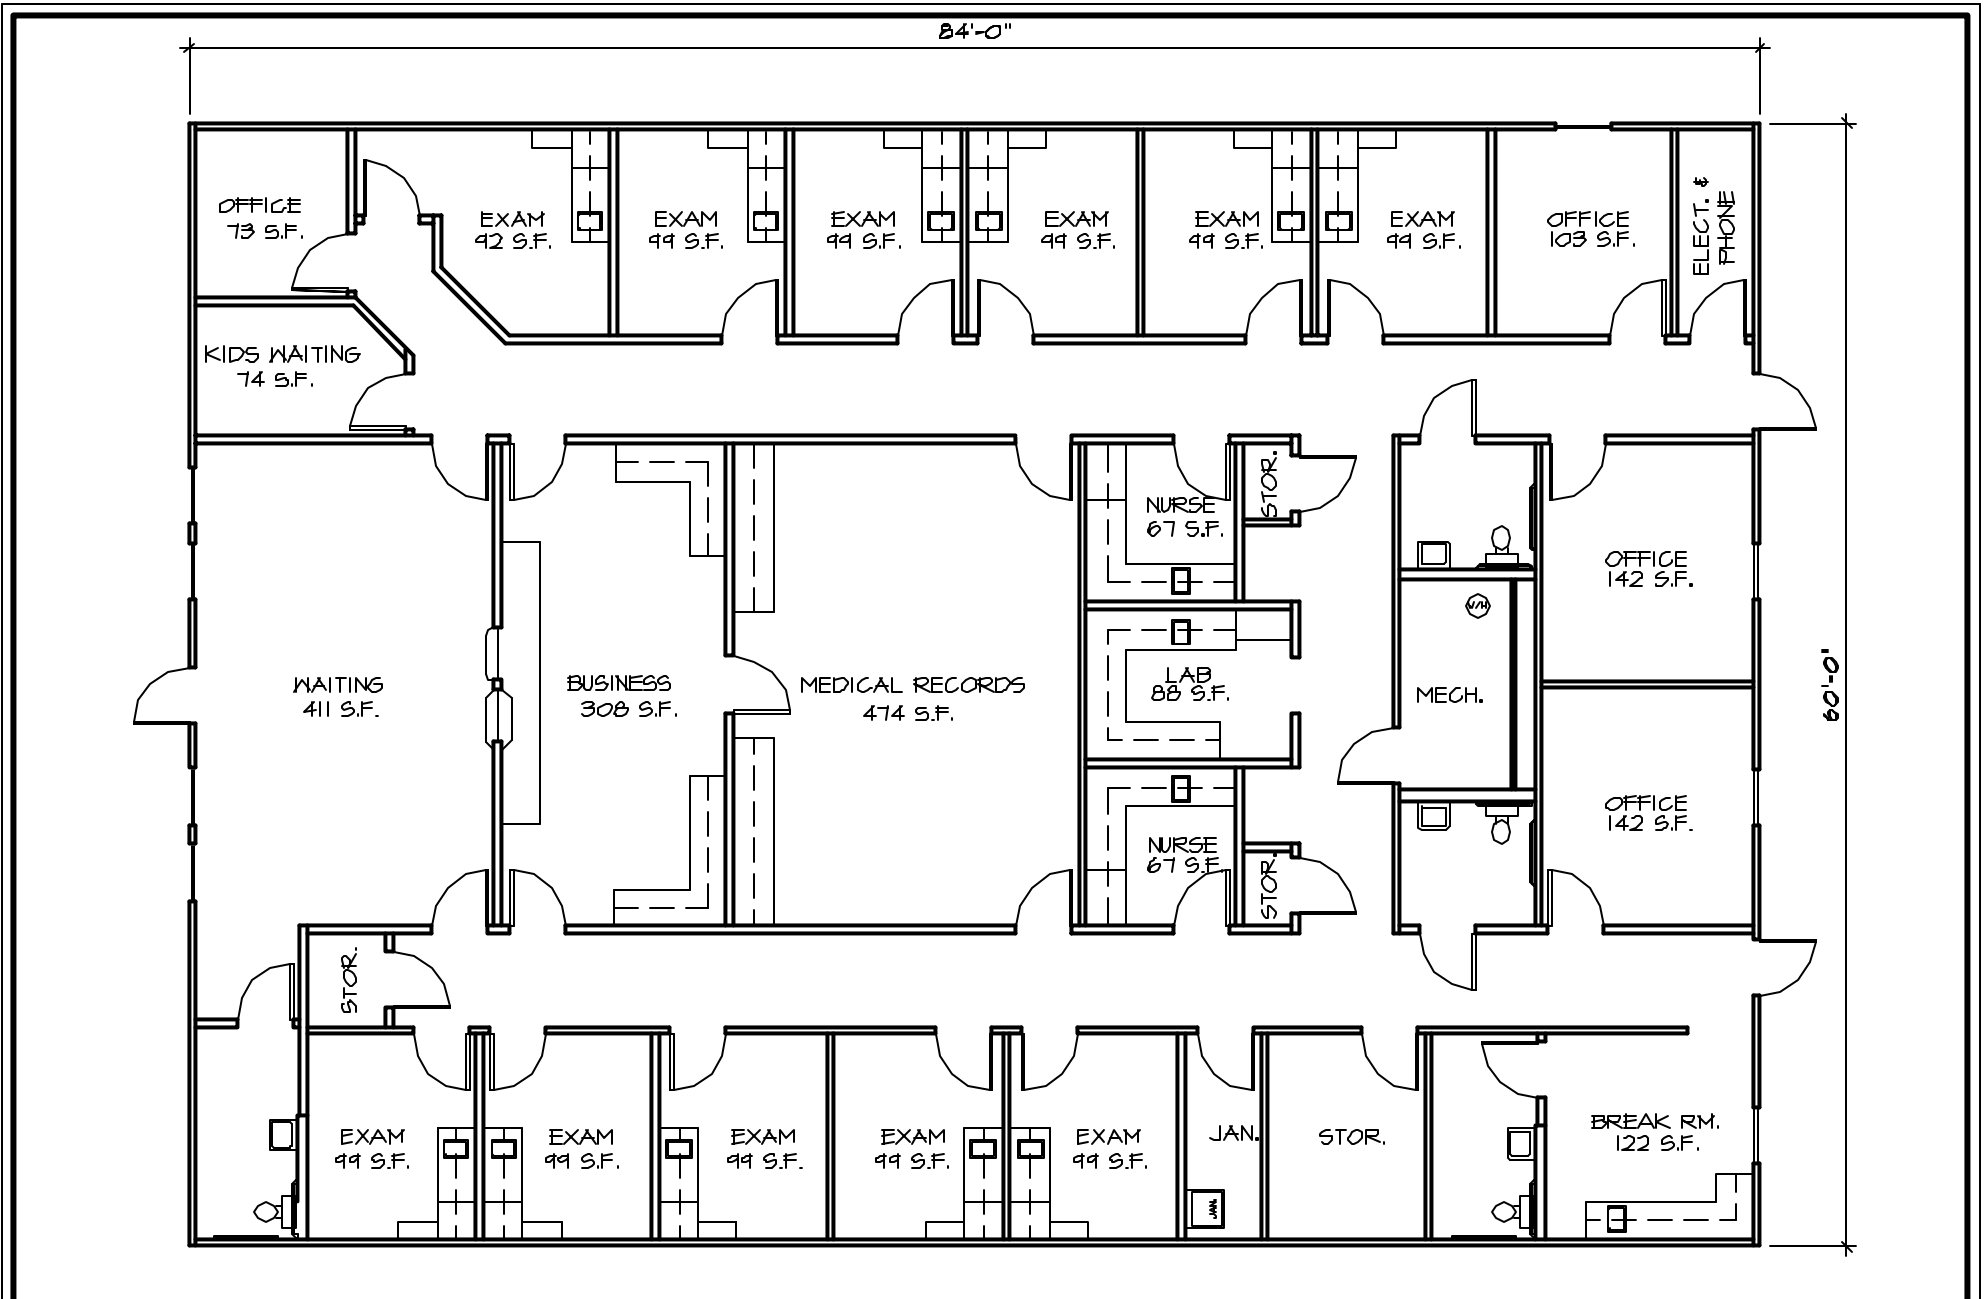 84'-0"
OFFICE
73 S.F.
EXAM
92 S.F.
EXAM
99 S.F.
EXAM
99 S.F.
EXAM
99 S.F.
EXAM
99 S.F.
EXAM
99 S.F.
OFFICE
103 S.F.
ELECT. &
PHONE
KIDS WAITING
74 S.F.
STOR.
NURSE
67 S.F.
OFFICE
142 S.F.
W/H
WAITING
411 S.F.
BUSINESS
308 S.F.
MEDICAL RECORDS
474 S.F.
LAB
88 S.F.
MECH.
60'-0"
OFFICE
142 S.F.
NURSE
67 S.F.
STOR.
STOR.
EXAM
99 S.F.
EXAM
99 S.F.
EXAM
99 S.F.
EXAM
99 S.F.
EXAM
99 S.F.
JAN.
STOR.
BREAK RM.
122 S.F.
JAN.